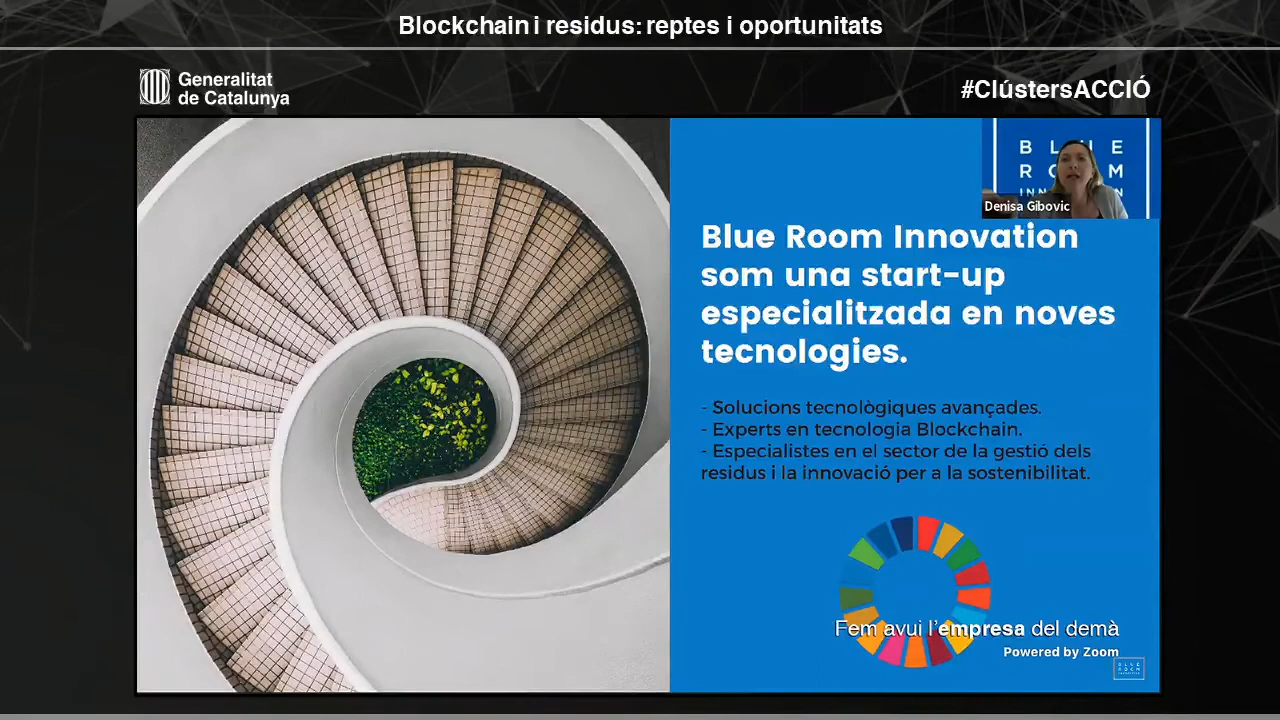 Blockchain i residus: reptes i oportunitats
Generalitat
de Catalunya
#ClústersACCIÓ
BLUE
Denisa Gibovic
Blue Room Innovation
som una start-up
especialitzada en noves
tecnologies.
- Solucions tecnològiques avançades.
- Experts en tecnologia Blockchain.
- Especialistes en el sector de la gestió dels
residus i la innovació per a la sostenibilitat.
Fem avui l'empresa del demà
Powered by Zoom
BLUE
ROOM